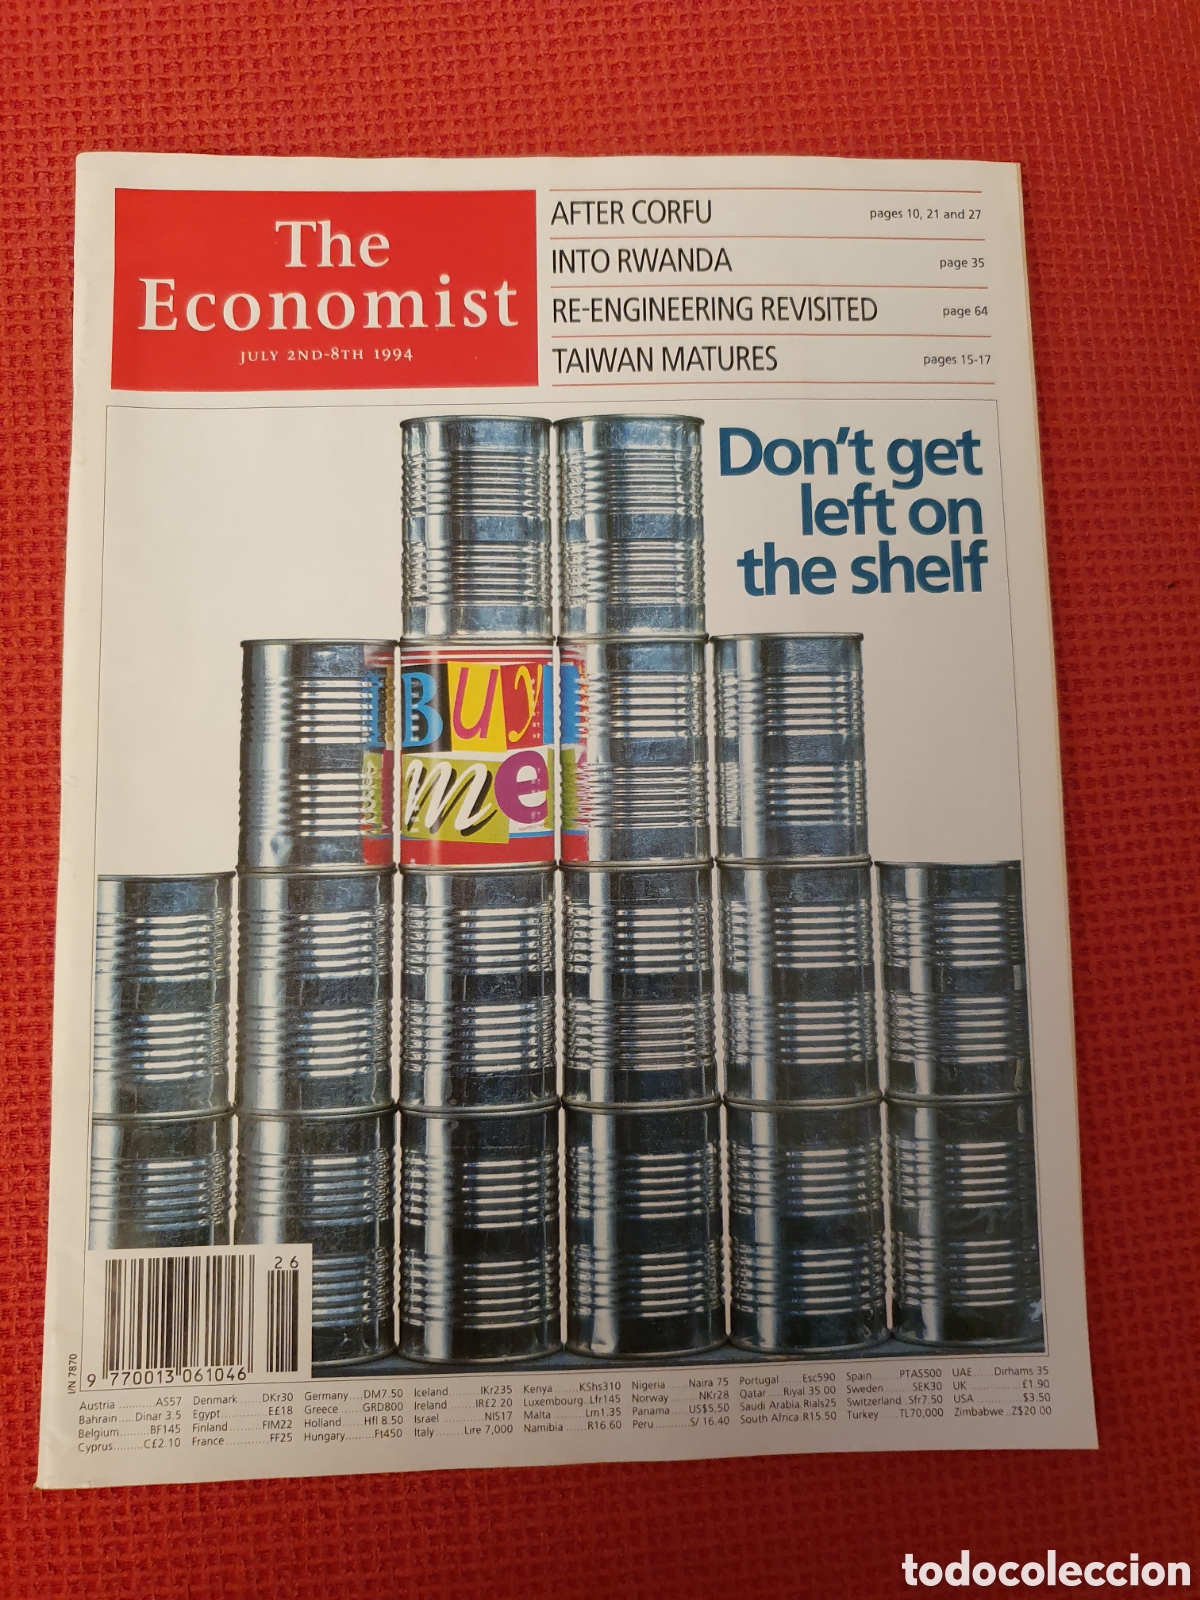 The
Economist
JULY 2ND-8TH 1994
AFTER CORFU pages 10, 21 and 27
INTO RWANDA page 35
RE-ENGINEERING REVISITED page 64
TAIWAN MATURES pages 15-17
Don't get
left on
the shelf
BUY
me
26
9 770013 061046
I/N 7870
Austria AS57
Bahrain Dinar 3.5
Belgium BF145
Cyprus C£2.10
Denmark DKr30
Egypt E£18
Finland FIM22
France FF25
Germany DM7.50
Greece GRD800
Holland Hfl 8.50
Hungary Ft450
Iceland IKr235
Ireland IR£2.20
Israel NIS17
Italy Lire 7,000
Kenya KShs310
Luxembourg Lfr145
Malta Lm1.35
Namibia R16.60
Nigeria Naira 75
Norway NKr28
Panama US$5.50
Peru S/.16.40
Portugal Esc590
Qatar Riyal 35.00
Saudi Arabia Rials25
South Africa R15.50
Spain PTAS500
Sweden SEK30
Switzerland Sfr7.50
Turkey TL70,000
UAE Dirhams 35
UK £1.90
USA $3.50
Zimbabwe Z$20.00
todocoleccion